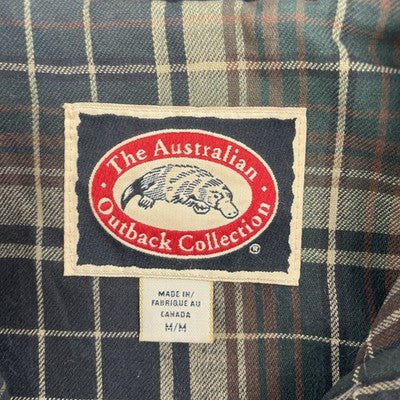 The Australian
Outback Collection
®
MADE IN/
FABRIQUE AU
CANADA
M/M